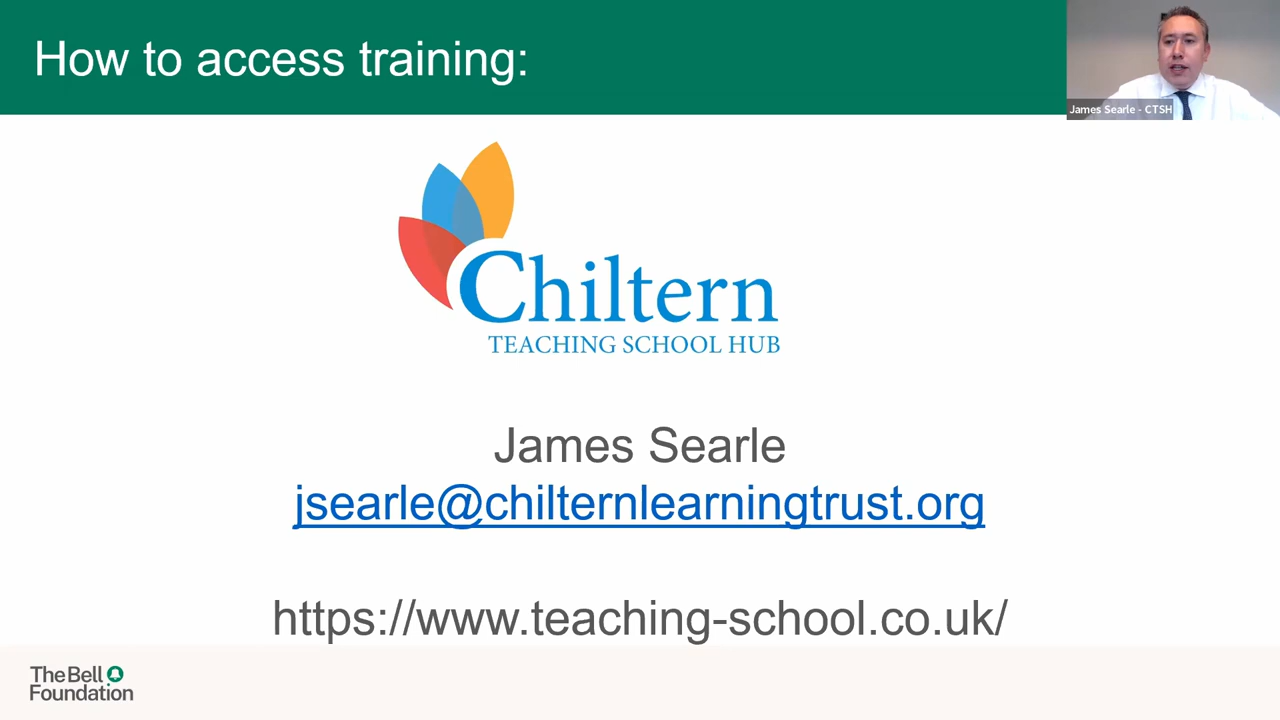 How to access training:
James Searle - CTSH
Chiltern
TEACHING SCHOOL HUB
James Searle
jsearle@chilternlearningtrust.org
https://www.teaching-school.co.uk/
The Bell
Foundation